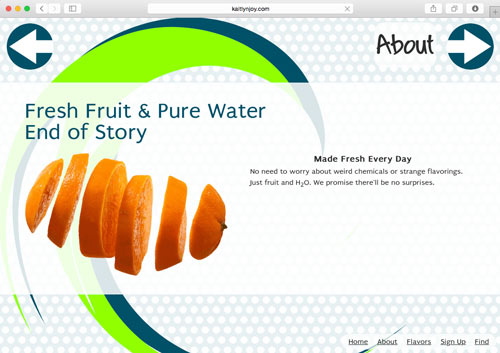 kaitlynjoy.com
About
Fresh Fruit & Pure Water
End of Story
Made Fresh Every Day
No need to worry about weird chemicals or strange flavorings.
Just fruit and H₂O. We promise there'll be no surprises.
Home About Flavors Sign Up Find